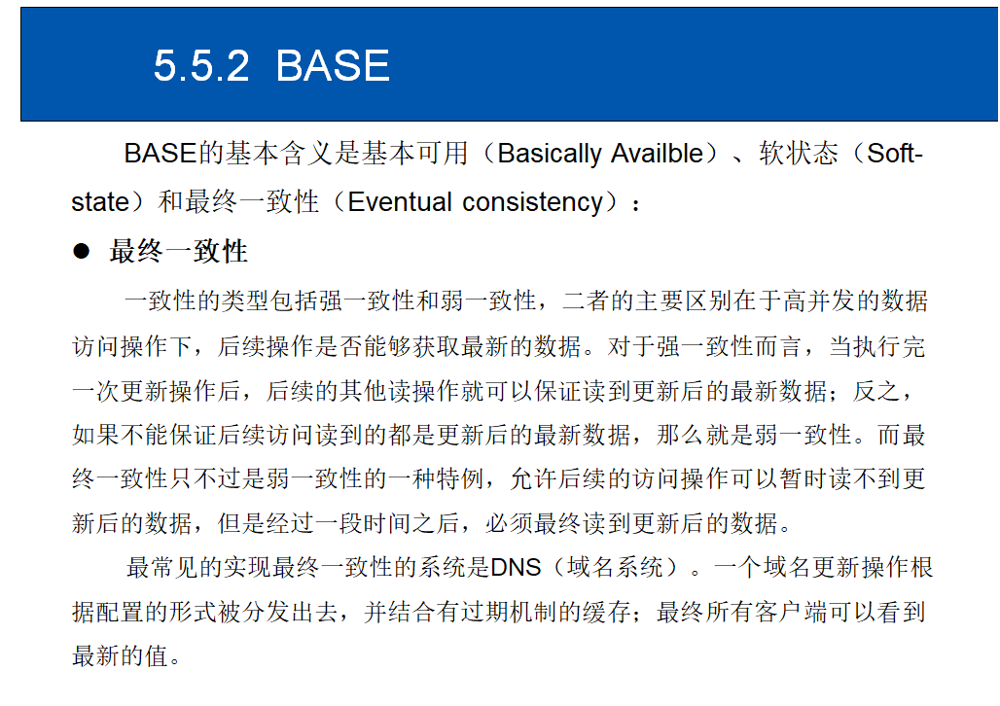 5.5.2 BASE
BASE的基本含义是基本可用（Basically Availble）、软状态（Soft-
state）和最终一致性（Eventual consistency）：
● 最终一致性
一致性的类型包括强一致性和弱一致性，二者的主要区别在于高并发的数据
访问操作下，后续操作是否能够获取最新的数据。对于强一致性而言，当执行完
一次更新操作后，后续的其他读操作就可以保证读到更新后的最新数据；反之，
如果不能保证后续访问读到的都是更新后的最新数据，那么就是弱一致性。而最
终一致性只不过是弱一致性的一种特例，允许后续的访问操作可以暂时读不到更
新后的数据，但是经过一段时间之后，必须最终读到更新后的数据。
最常见的实现最终一致性的系统是DNS（域名系统）。一个域名更新操作根
据配置的形式被分发出去，并结合有过期机制的缓存；最终所有客户端可以看到
最新的值。